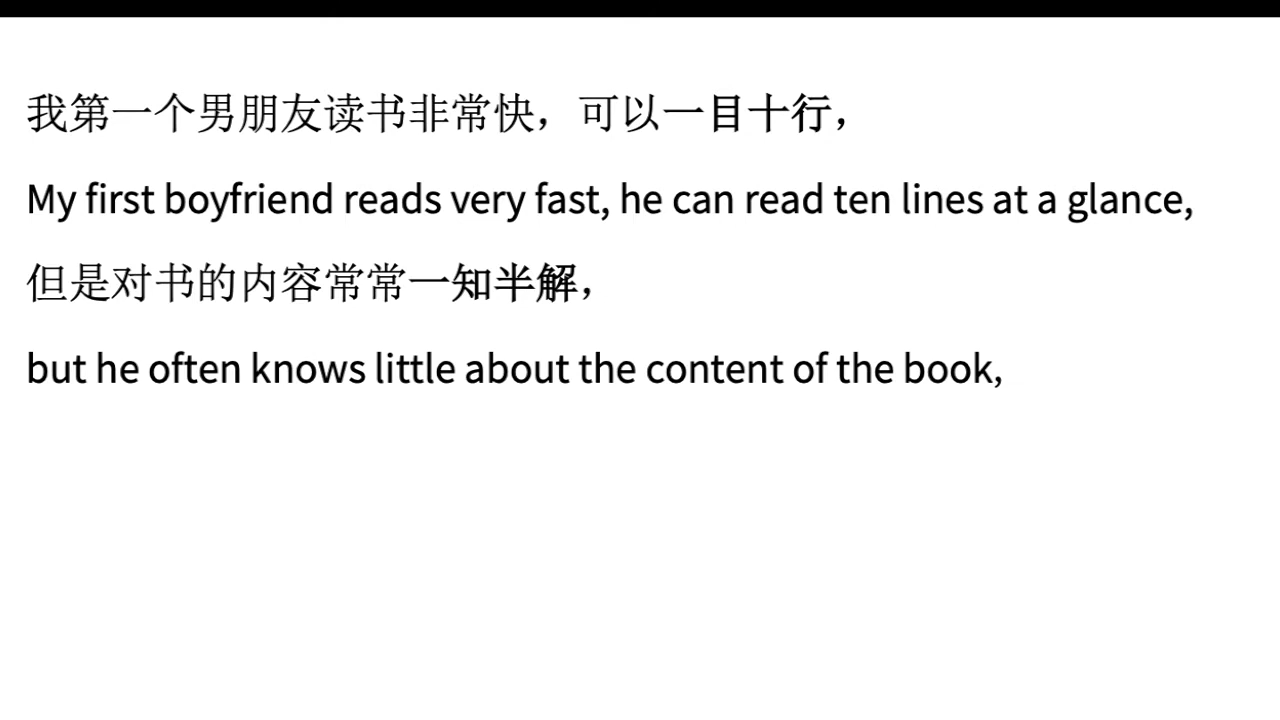 我第一个男朋友读书非常快，可以一目十行，
My first boyfriend reads very fast, he can read ten lines at a glance,
但是对书的内容常常一知半解，
but he often knows little about the content of the book,